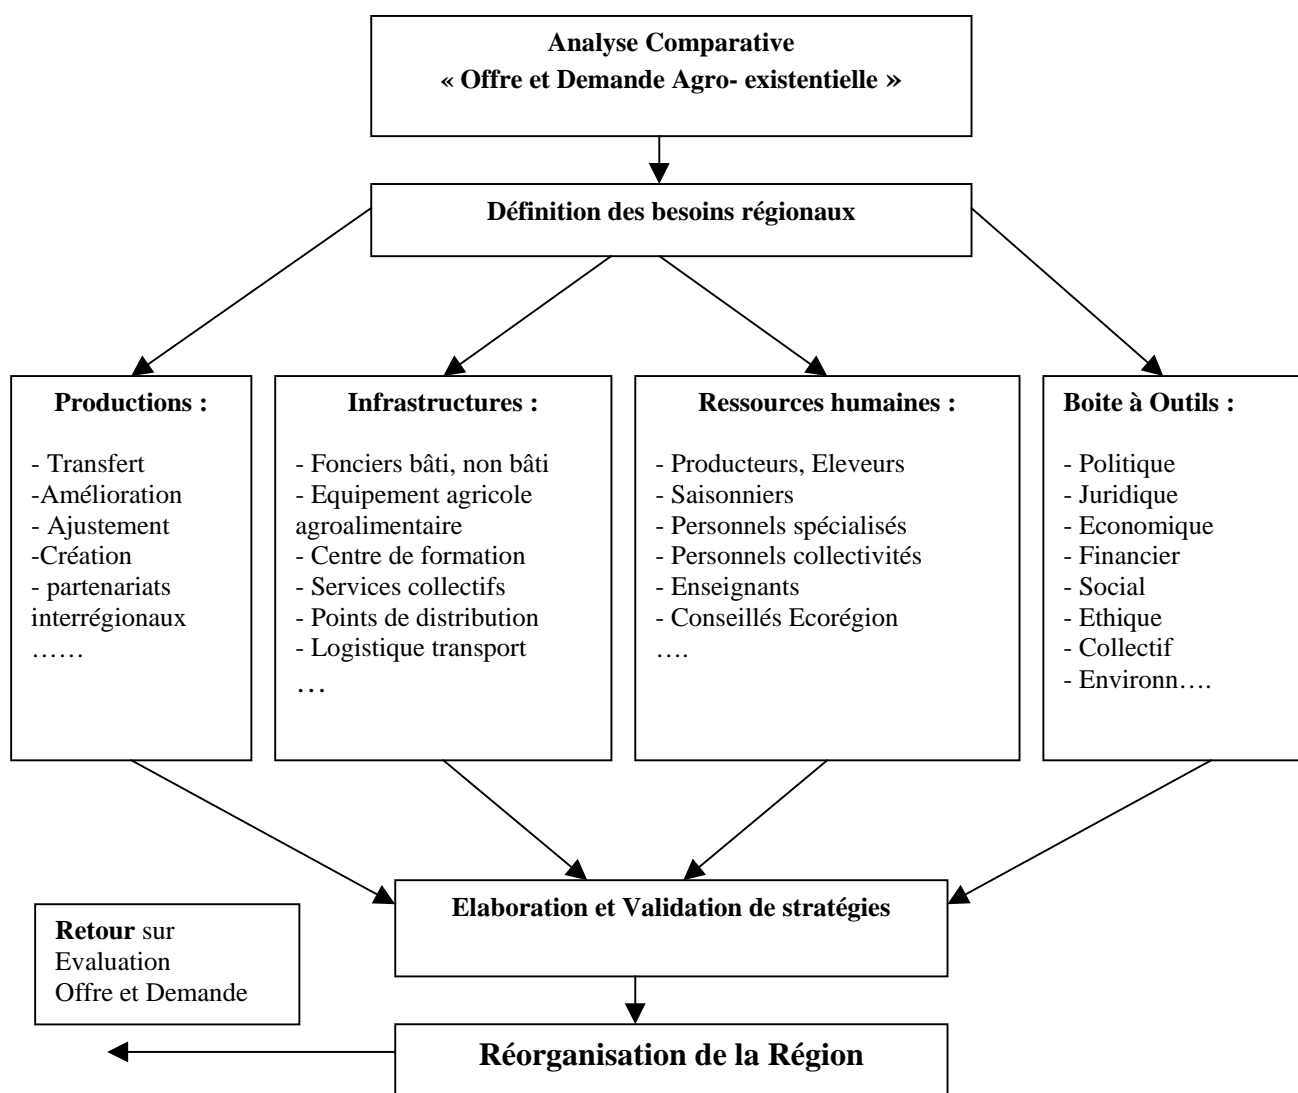 Analyse Comparative
« Offre et Demande Agro- existentielle »
Définition des besoins régionaux
Productions :
- Transfert
-Amélioration
- Ajustement
-Création
- partenariats
interrégionaux
……
Infrastructures :
- Fonciers bâti, non bâti
- Equipement agricole
agroalimentaire
- Centre de formation
- Services collectifs
- Points de distribution
- Logistique transport
…
Ressources humaines :
- Producteurs, Eleveurs
- Saisonniers
- Personnels spécialisés
- Personnels collectivités
- Enseignants
- Conseillés Ecorégion
….
Boite à Outils :
- Politique
- Juridique
- Economique
- Financier
- Social
- Ethique
- Collectif
- Environn….
Elaboration et Validation de stratégies
Retour sur
Evaluation
Offre et Demande
Réorganisation de la Région